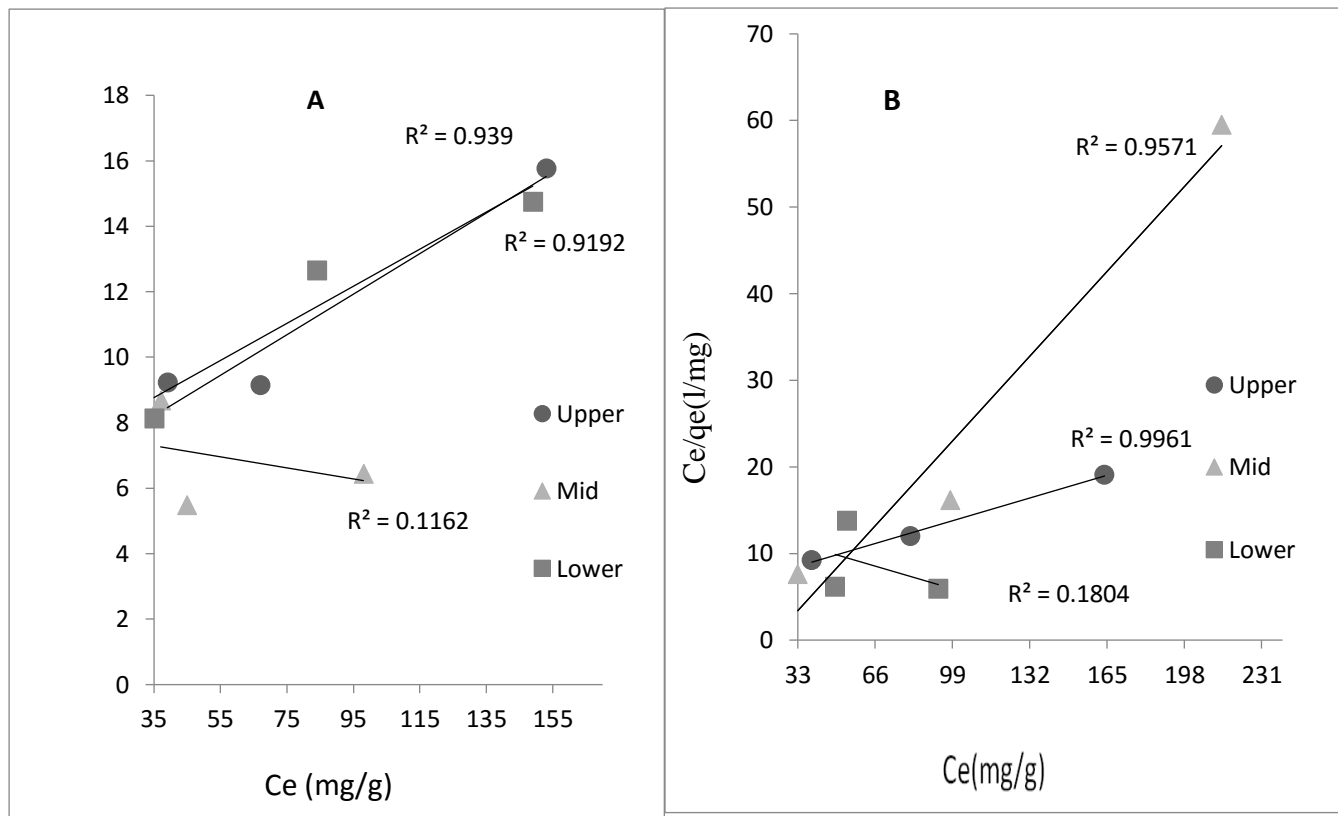 A
18
16
14
12
10
8
6
4
2
0
R² = 0.939
R² = 0.9192
R² = 0.1162
Upper
Mid
Lower
35 55 75 95 115 135 155
Ce (mg/g)
B
70
60
50
40
30
20
10
0
Ce/qe(l/mg)
R² = 0.9571
R² = 0.9961
R² = 0.1804
Upper
Mid
Lower
33 66 99 132 165 198 231
Ce(mg/g)